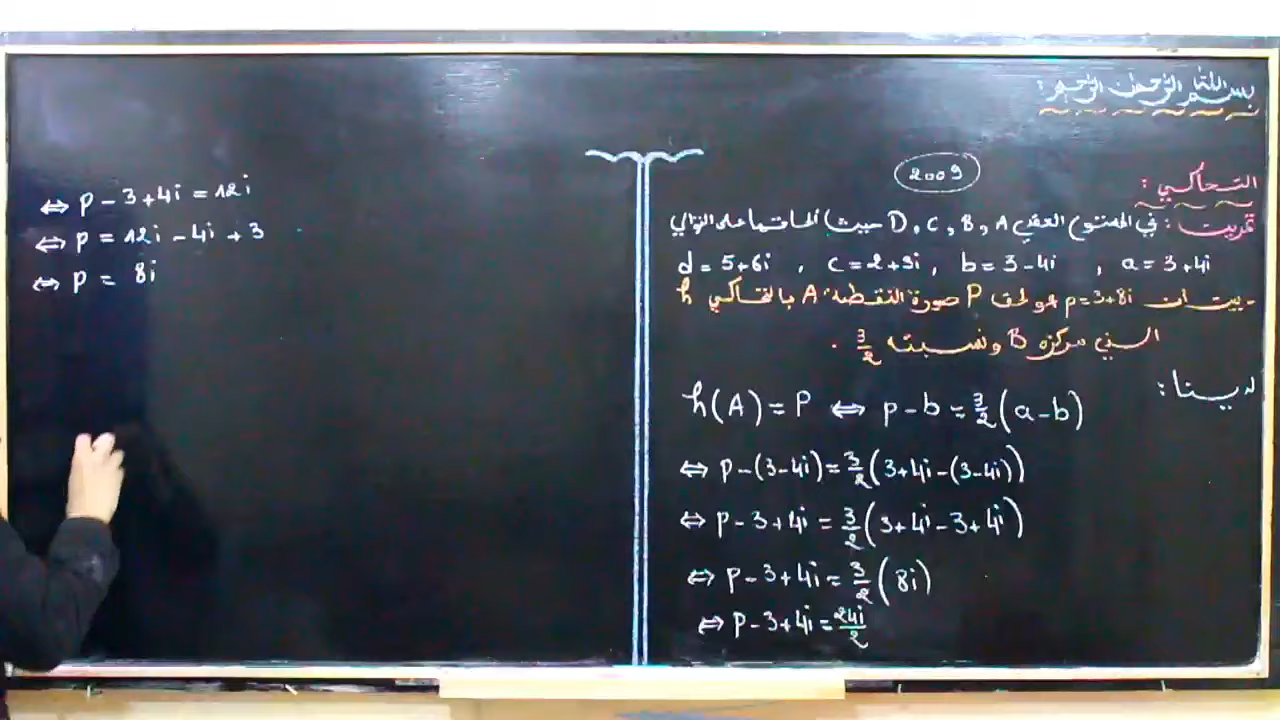 بسم الله الرحمن الرحيم :
2009
التحاكي :
تمرين : في المستوى العقدي A و B و C و D حيث ألحاقها على التوالي
a = 3+4i , b = 3-4i , c = 2+3i , d = 5+6i
- بين أن p=3+8i هو لحق P صورة النقطة A بالتحاكي h
الذي مركزه B و نسبته 3/2 .
لدينا :
h(A) = P ⇔ p-b = 3/2 (a-b)
⇔ p-(3-4i) = 3/2 (3+4i-(3-4i))
⇔ p-3+4i = 3/2 (3+4i-3+4i)
⇔ p-3+4i = 3/2 (8i)
⇔ p-3+4i = 24i/2
⇔ p-3+4i = 12i
⇔ p = 12i-4i+3
⇔ p = 8i